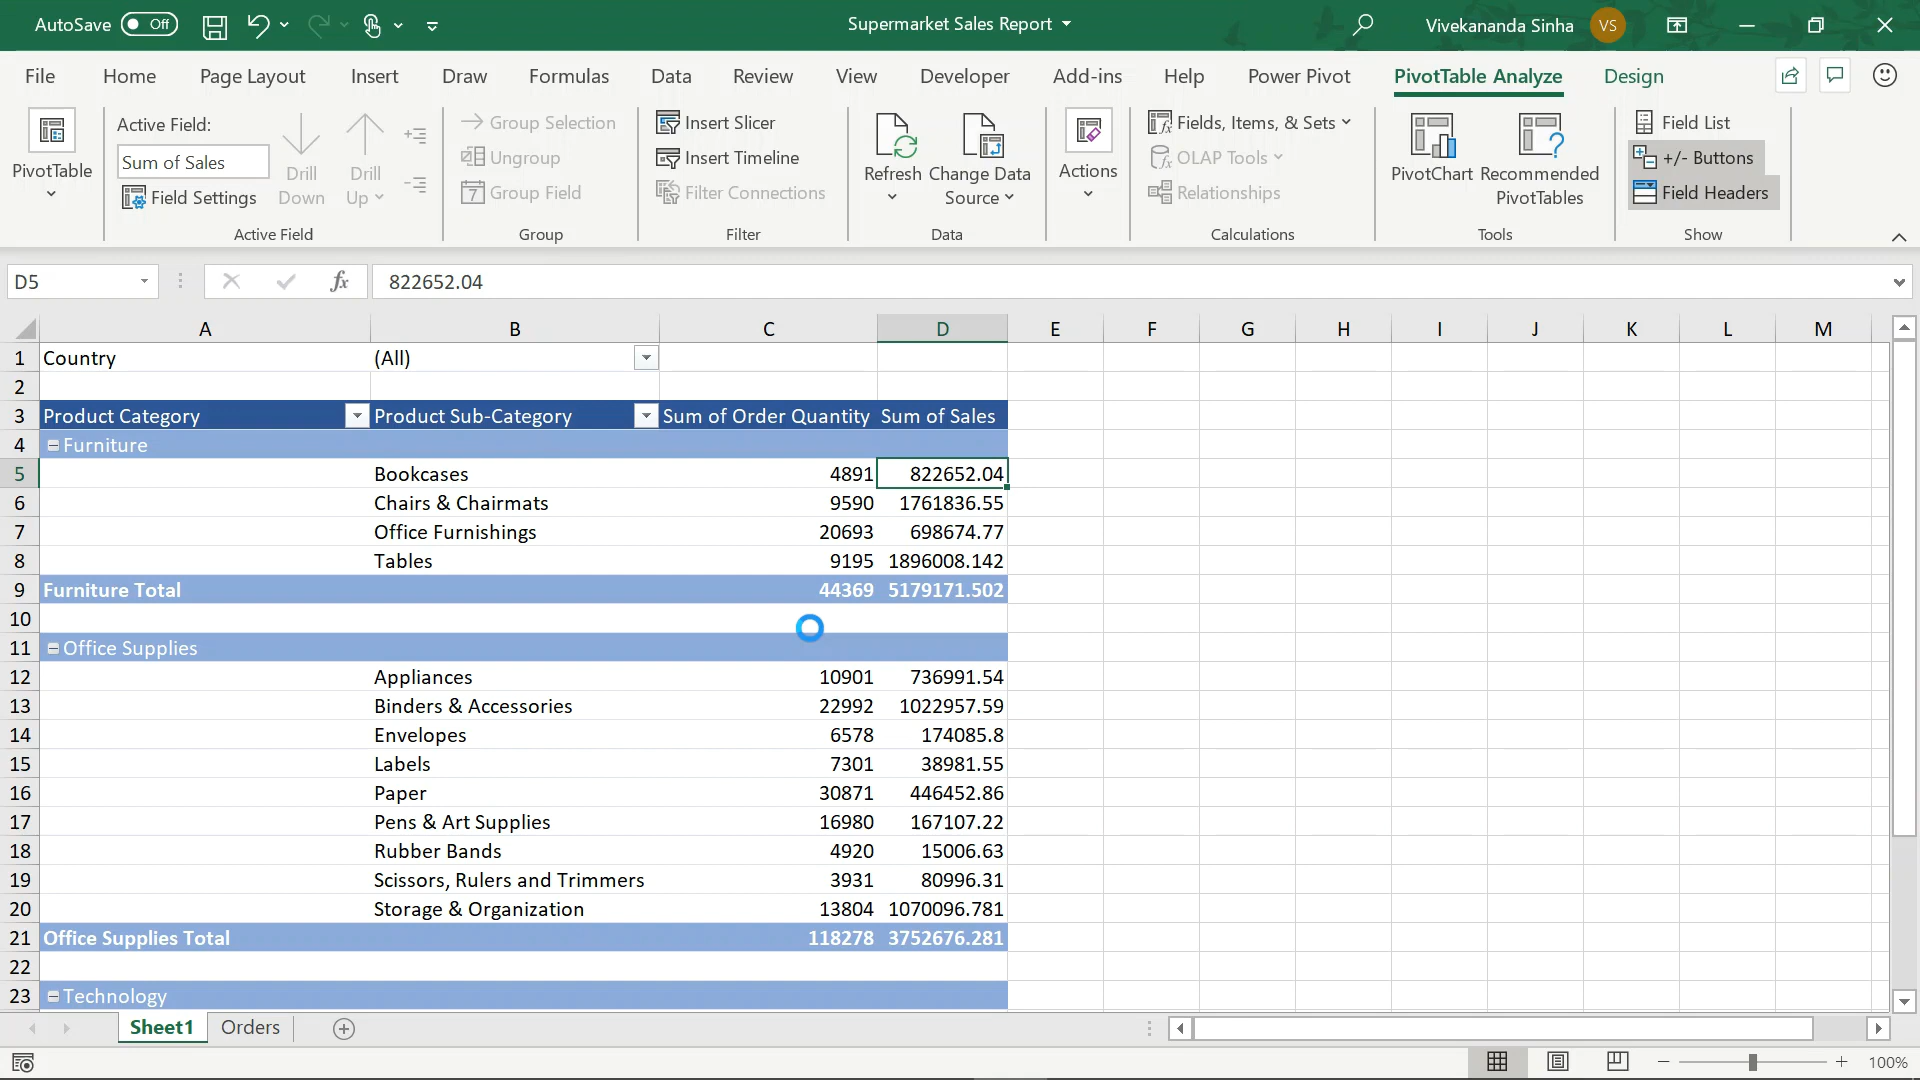 AutoSave Off Supermarket Sales Report Vivekananda Sinha VS
File Home Page Layout Insert Draw Formulas Data Review View Developer Add-ins Help Power Pivot PivotTable Analyze Design
PivotTable
Active Field:
Sum of Sales
Field Settings
Drill
Down
Drill
Up
Active Field
Group Selection
Ungroup
7 Group Field
Group
Insert Slicer
Insert Timeline
Filter Connections
Filter
Refresh
Change Data
Source
Data
Actions
Fields, Items, & Sets
OLAP Tools
Relationships
Calculations
PivotChart
Recommended
PivotTables
Tools
Field List
+/- Buttons
Field Headers
Show
D5 fx 822652.04
A B C D E F G H I J K L M
1 Country (All)
2
3 Product Category Product Sub-Category Sum of Order Quantity Sum of Sales
4 Furniture
5 Bookcases 4891 822652.04
6 Chairs & Chairmats 9590 1761836.55
7 Office Furnishings 20693 698674.77
8 Tables 9195 1896008.142
9 Furniture Total 44369 5179171.502
10
11 Office Supplies
12 Appliances 10901 736991.54
13 Binders & Accessories 22992 1022957.59
14 Envelopes 6578 174085.8
15 Labels 7301 38981.55
16 Paper 30871 446452.86
17 Pens & Art Supplies 16980 167107.22
18 Rubber Bands 4920 15006.63
19 Scissors, Rulers and Trimmers 3931 80996.31
20 Storage & Organization 13804 1070096.781
21 Office Supplies Total 118278 3752676.281
22
23 Technology
Sheet1 Orders
100%